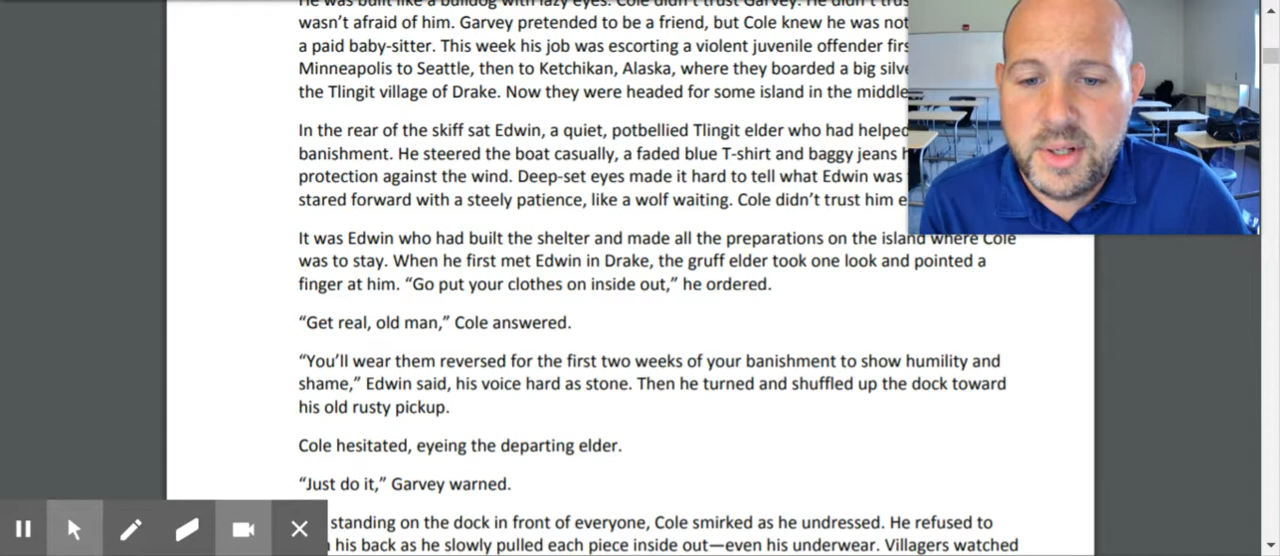 He was built like a bulldog with lazy eyes. Cole didn’t trust Garvey. He didn’t
wasn’t afraid of him. Garvey pretended to be a friend, but Cole knew he was not
a paid baby-sitter. This week his job was escorting a violent juvenile offender
Minneapolis to Seattle, then to Ketchikan, Alaska, where they boarded a big
the Tlingit village of Drake. Now they were headed for some island in the middle
In the rear of the skiff sat Edwin, a quiet, potbellied Tlingit elder who had helped
banishment. He steered the boat casually, a faded blue T-shirt and baggy jeans
protection against the wind. Deep-set eyes made it hard to tell what Edwin was
stared forward with a steely patience, like a wolf waiting. Cole didn’t trust him
It was Edwin who had built the shelter and made all the preparations on the island where Cole
was to stay. When he first met Edwin in Drake, the gruff elder took one look and pointed a
finger at him. “Go put your clothes on inside out,” he ordered.
“Get real, old man,” Cole answered.
“You’ll wear them reversed for the first two weeks of your banishment to show humility and
shame,” Edwin said, his voice hard as stone. Then he turned and shuffled up the dock toward
his old rusty pickup.
Cole hesitated, eyeing the departing elder.
“Just do it,” Garvey warned.
standing on the dock in front of everyone, Cole smirked as he undressed. He refused to
his back as he slowly pulled each piece inside out—even his underwear. Villagers watched